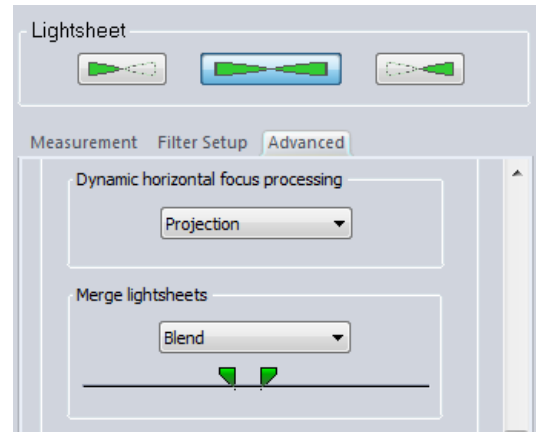 Lightsheet
Measurement Filter Setup Advanced
Dynamic horizontal focus processing
Projection
Merge lightsheets
Blend